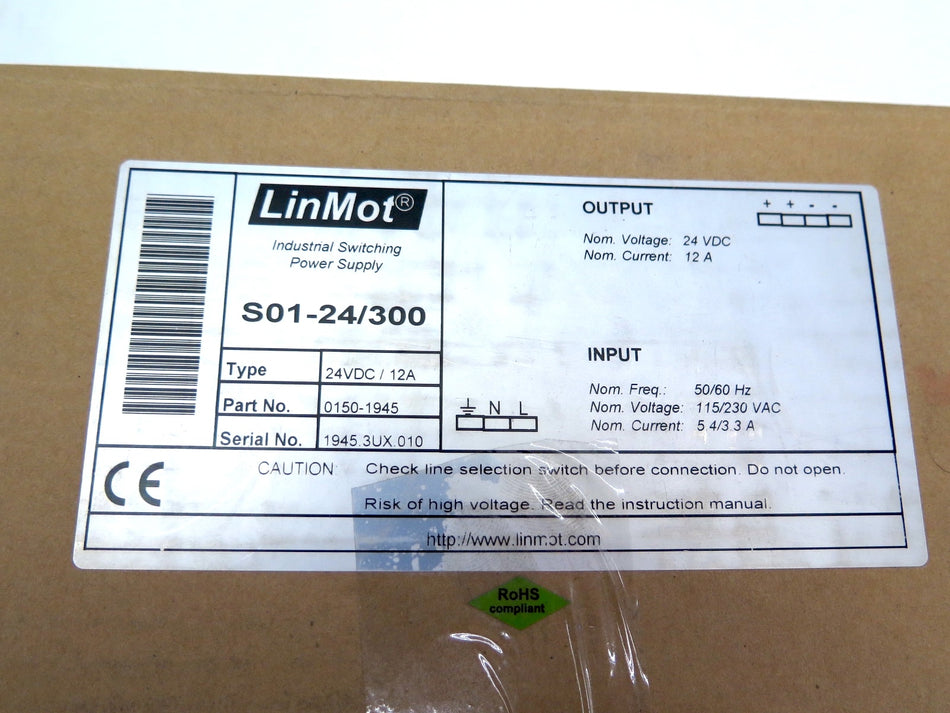 LinMot®
Industrial Switching
Power Supply
S01-24/300
Type 24VDC / 12A
Part No. 0150-1945
Serial No. 1945.3UX.010
OUTPUT + + - -
Nom. Voltage: 24 VDC
Nom. Current: 12 A
INPUT
Nom. Freq.: 50/60 Hz
Nom. Voltage: 115/230 VAC
Nom. Current: 5.4/3.3 A
N L
CE CAUTION: Check line selection switch before connection. Do not open.
Risk of high voltage. Read the instruction manual.
http://www.linmot.com
RoHS
compliant